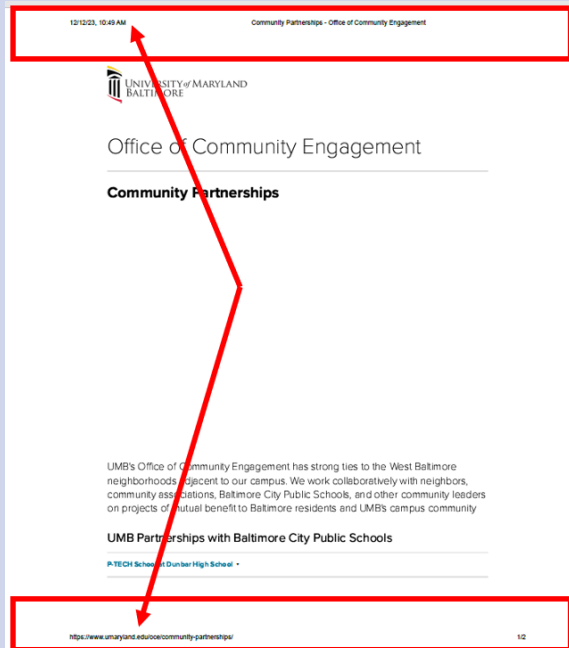 12/12/23, 10:49 AM Community Partnerships - Office of Community Engagement
UNIVERSITY of MARYLAND
BALTIMORE
Office of Community Engagement
Community Partnerships
UMB's Office of Community Engagement has strong ties to the West Baltimore
neighborhoods adjacent to our campus. We work collaboratively with neighbors,
community associations, Baltimore City Public Schools, and other community leaders
on projects of mutual benefit to Baltimore residents and UMB's campus community
UMB Partnerships with Baltimore City Public Schools
P-TECH School at Dunbar High School
https://www.umaryland.edu/oce/community-partnerships/ 1/2